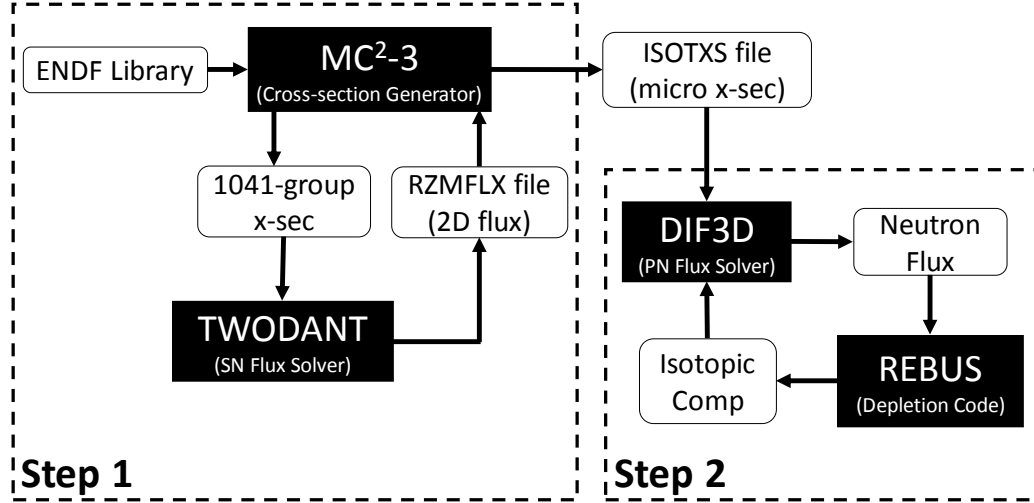 ENDF Library
MC²-3
(Cross-section Generator)
ISOTXS file
(micro x-sec)
1041-group
x-sec
RZMFLX file
(2D flux)
TWODANT
(SN Flux Solver)
Step 1
DIF3D
(PN Flux Solver)
Neutron
Flux
Isotopic
Comp
REBUS
(Depletion Code)
Step 2